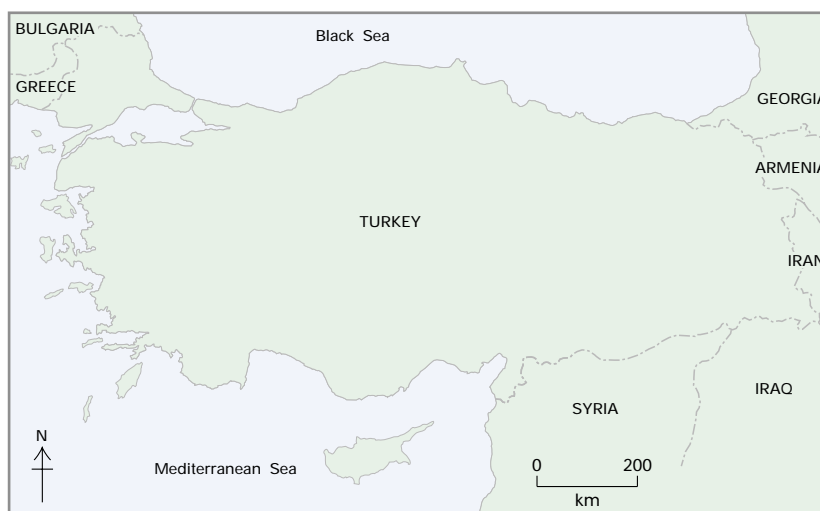 BULGARIA
Black Sea
GREECE
GEORGIA
ARMENIA
TURKEY
IRAN
IRAQ
SYRIA
N
Mediterranean Sea
0 200
km